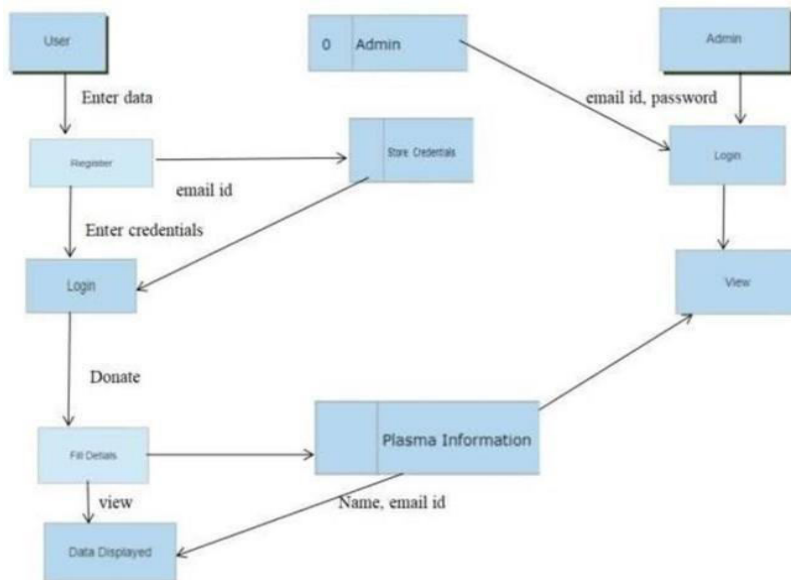 User
0 Admin
Admin
Enter data
email id, password
Register
Store Credentials
Login
email id
Enter credentials
Login
View
Donate
Plasma Information
Fill Details
view
Name, email id
Data Displayed